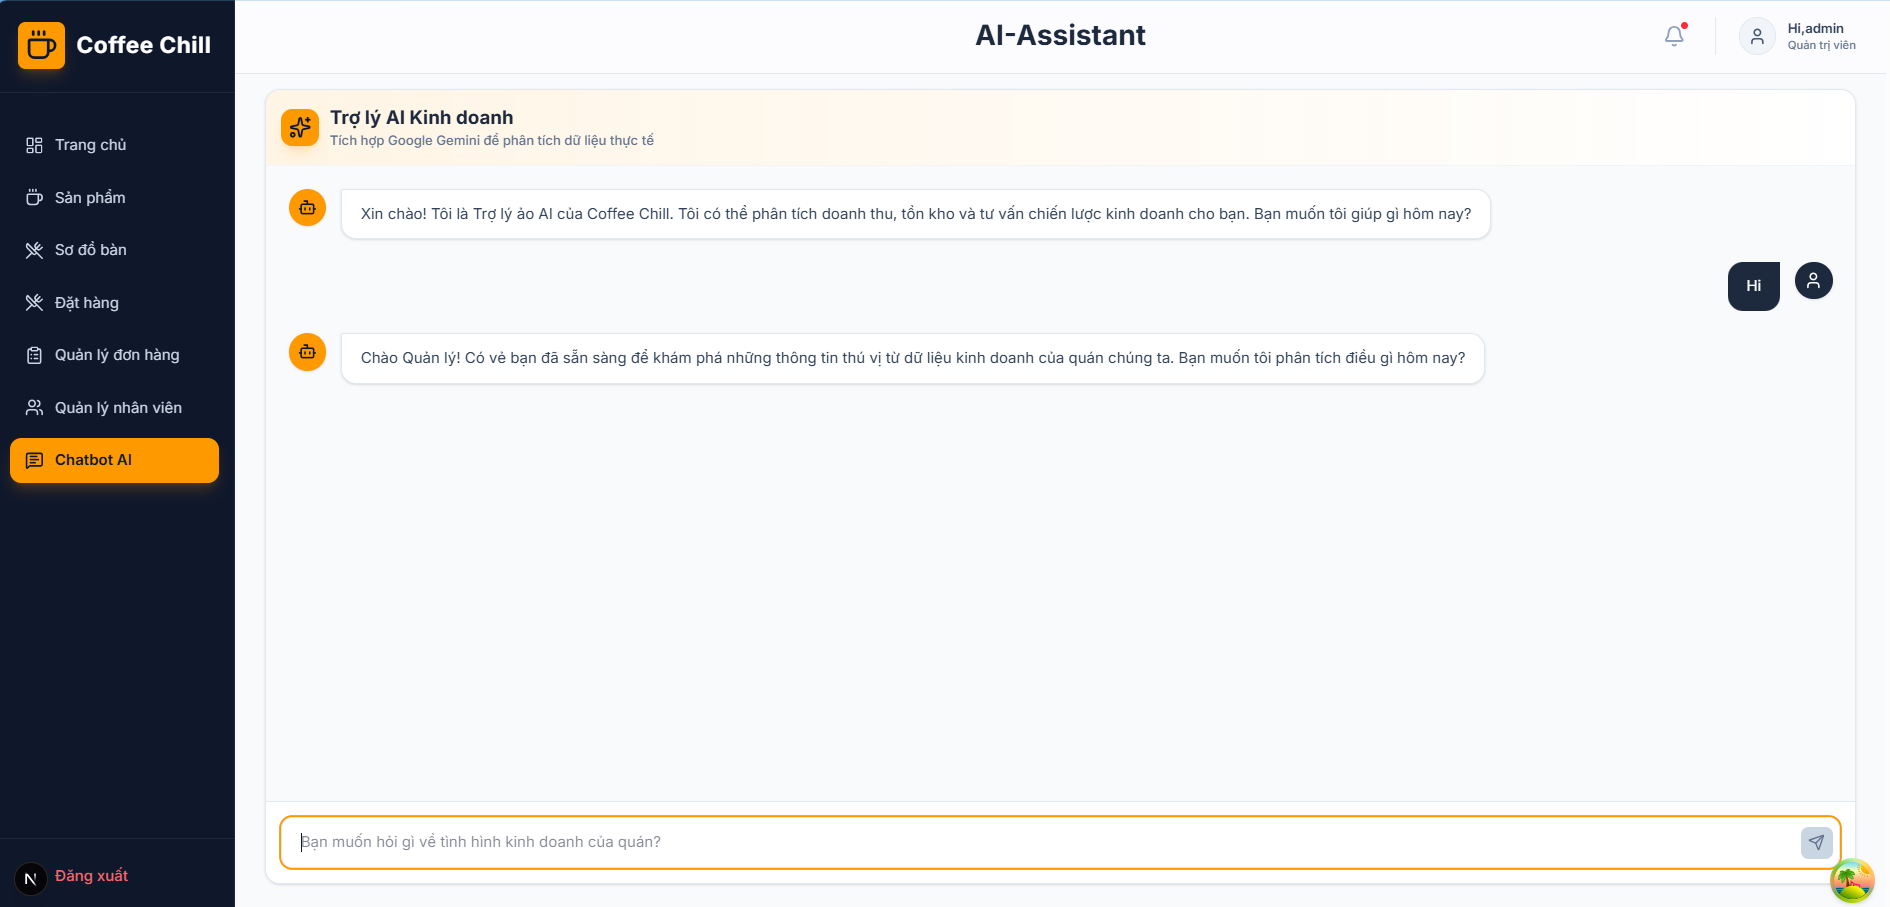 Coffee Chill
Trang chủ
Sản phẩm
Sơ đồ bàn
Đặt hàng
Quản lý đơn hàng
Quản lý nhân viên
Chatbot AI
N
Đăng xuất
AI-Assistant
Hi,admin
Quản trị viên
Trợ lý AI Kinh doanh
Tích hợp Google Gemini để phân tích dữ liệu thực tế
Xin chào! Tôi là Trợ lý ảo AI của Coffee Chill. Tôi có thể phân tích doanh thu, tồn kho và tư vấn chiến lược kinh doanh cho bạn. Bạn muốn tôi giúp gì hôm nay?
Hi
Chào Quản lý! Có vẻ bạn đã sẵn sàng để khám phá những thông tin thú vị từ dữ liệu kinh doanh của quán chúng ta. Bạn muốn tôi phân tích điều gì hôm nay?
Bạn muốn hỏi gì về tình hình kinh doanh của quán?